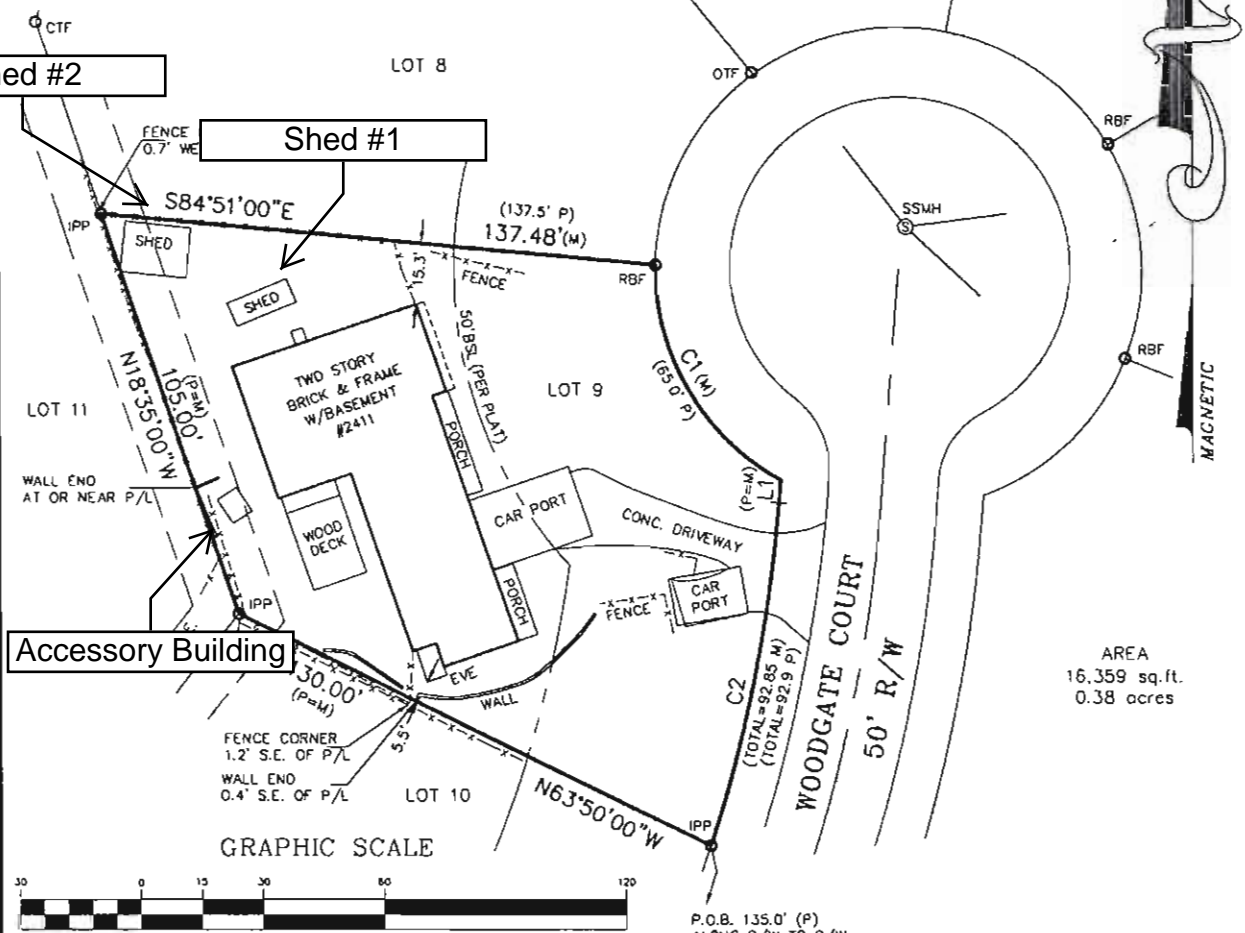 CTF
LOT 8
OTF
RBF
#2
FENCE
0.7'
Shed #1
SSMH
S84°51'00"E
(137.5' P)
137.48'(M)
IPP
SHED
15.3'
FENCE
RBF
SHED
50'BSL (PER PLAT)
C1(M)
(65.0' P)
RBF
MAGNETIC
TWO STORY
BRICK & FRAME
W/BASEMENT
#2411
LOT 9
LOT 11
N18°35'00"W
105.00'
(P=M)
PORCH
WALL END
AT OR NEAR P/L
(P=M)
L1
CAR PORT
CONC. DRIVEWAY
WOOD
DECK
PORCH
CAR
PORT
IPP
FENCE
WOODGATE COURT
50' R/W
Accessory Building
EVE
WALL
30.00'
(P=M)
C2
(TOTAL=92.85 M)
(TOTAL=92.9 P)
AREA
16,359 sq.ft.
0.38 acres
FENCE CORNER
1.2' S.E. OF P/L
5.5'
WALL END
0.4' S.E. OF P/L
LOT 10
N63°50'00"W
IPP
GRAPHIC SCALE
30 0 15 30 60 120
P.O.B. 135.0' (P)